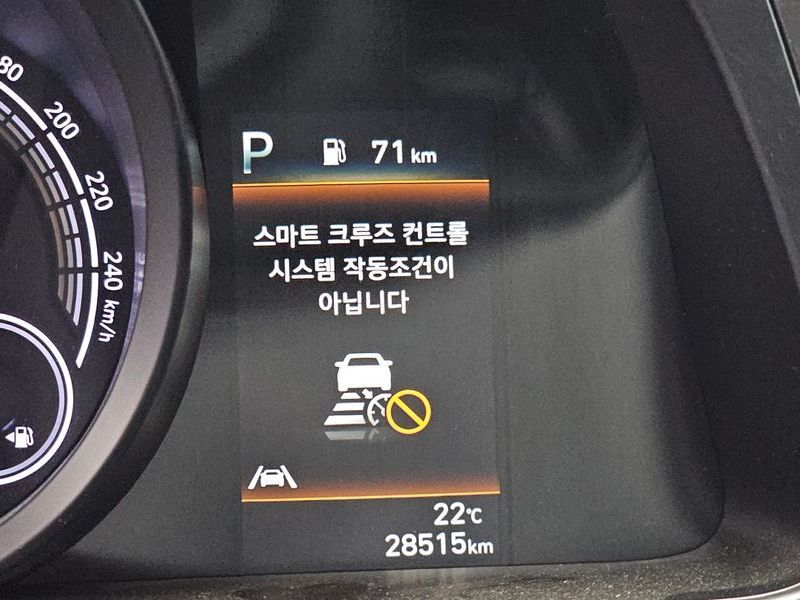 80
200
220
240
km/h
P 71 km
스마트 크루즈 컨트롤
시스템 작동조건이
아닙니다
22℃
28515km